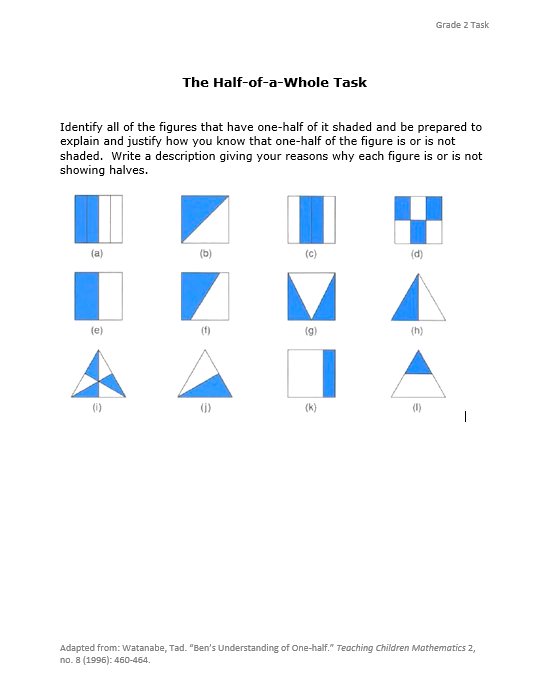 Grade 2 Task
The Half-of-a-Whole Task
Identify all of the figures that have one-half of it shaded and be prepared to
explain and justify how you know that one-half of the figure is or is not
shaded.  Write a description giving your reasons why each figure is or is not
showing halves.
(a) (b) (c) (d)
(e) (f) (g) (h)
(i) (j) (k) (l)
Adapted from: Watanabe, Tad. “Ben’s Understanding of One-half.” Teaching Children Mathematics 2,
no. 8 (1996): 460-464.